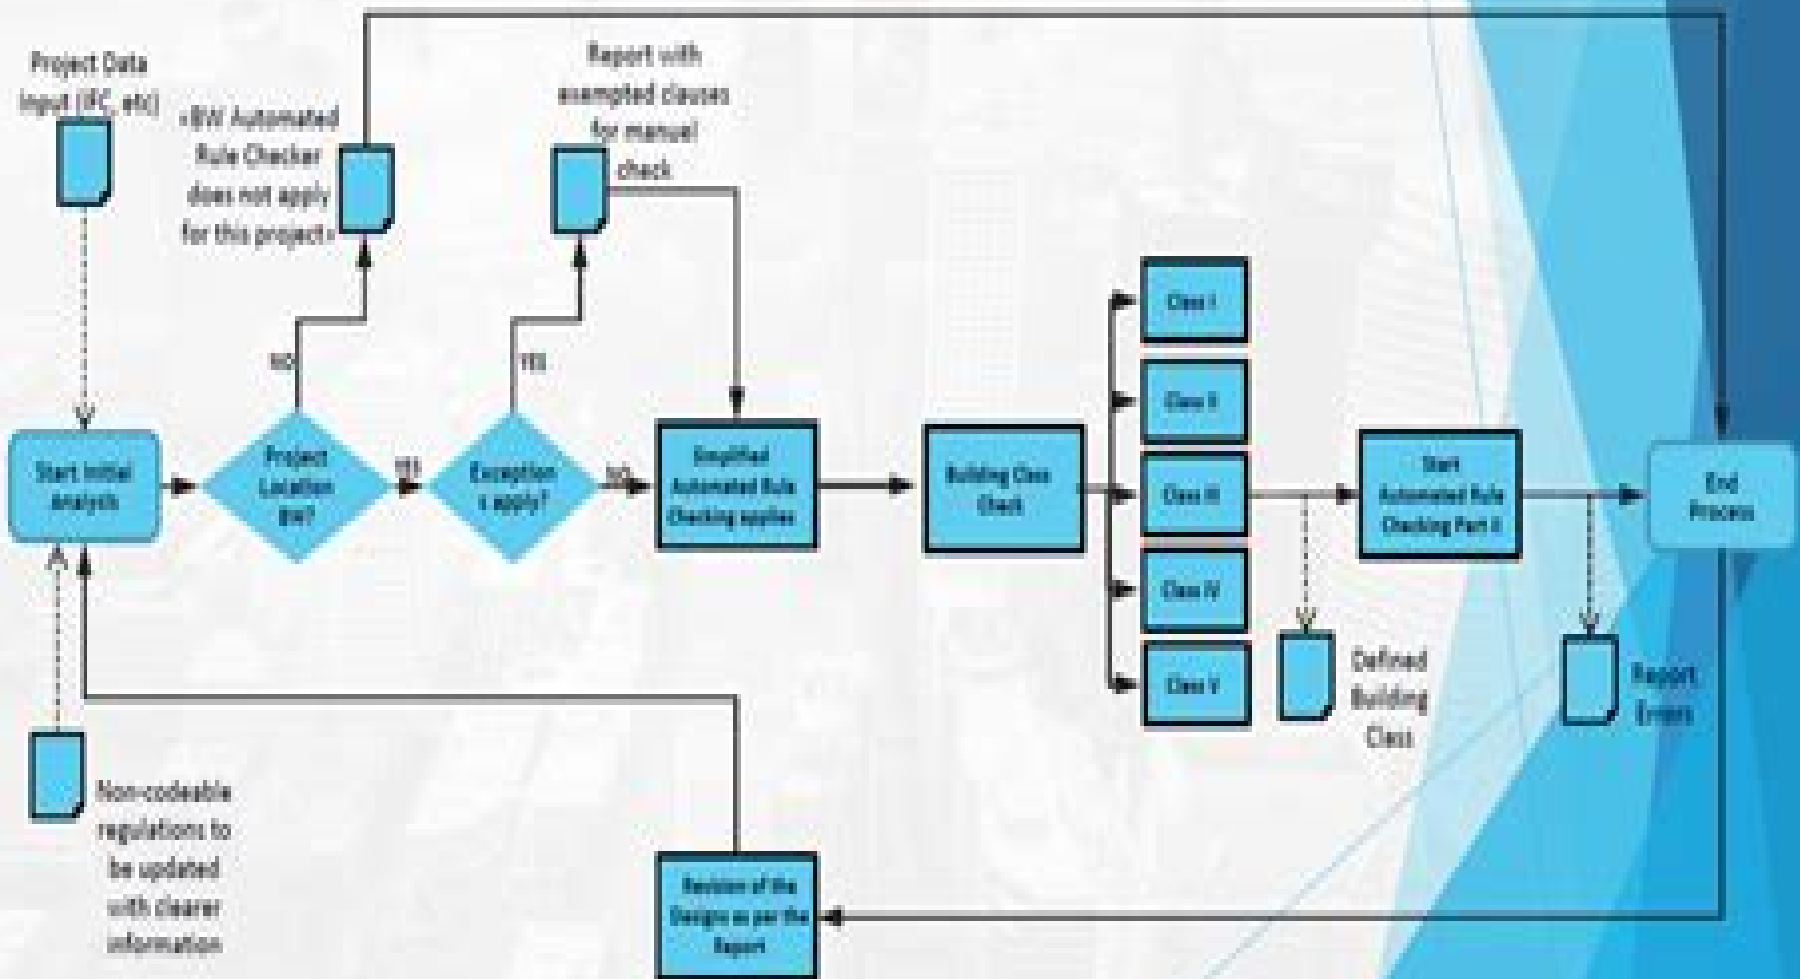 Project Data
Input (IFC, etc)
«BW Automated
Rule Checker
does not apply
for this project»
Report with
exempted clauses
for manual
check
NO
YES
Start Initial
Analysis
Project
Location
BW?
YES
Exception
s apply?
NO
Simplified
Automated Rule
Checking applies
Building Class
Check
Class I
Class II
Class III
Class IV
Class V
Start
Automated Rule
Checking Part II
End
Process
Defined
Building
Class
Report
Errors
Non-codeable
regulations to
be updated
with clearer
information
Revision of the
Designs as per the
Report